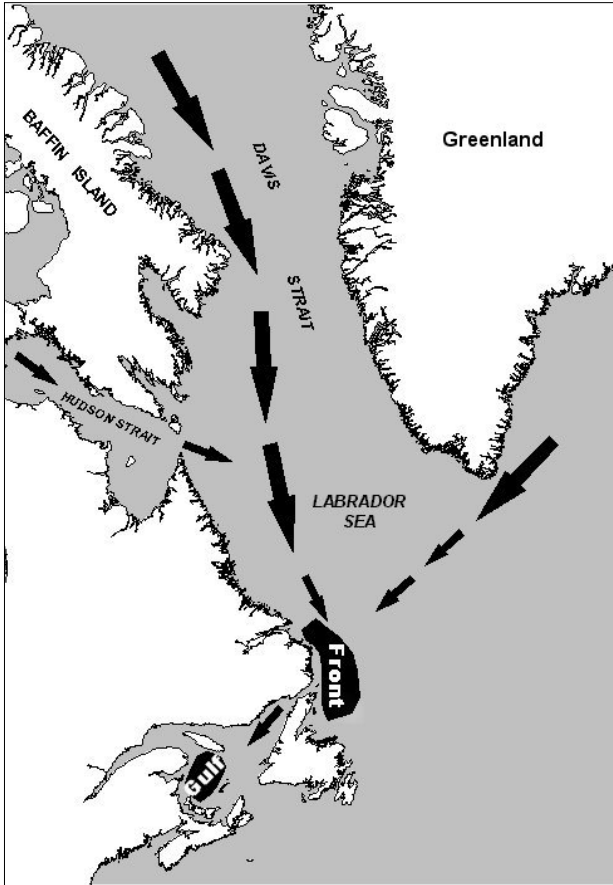 BAFFIN ISLAND
DAVIS
STRAIT
Greenland
HUDSON STRAIT
LABRADOR
SEA
Front
Gulf